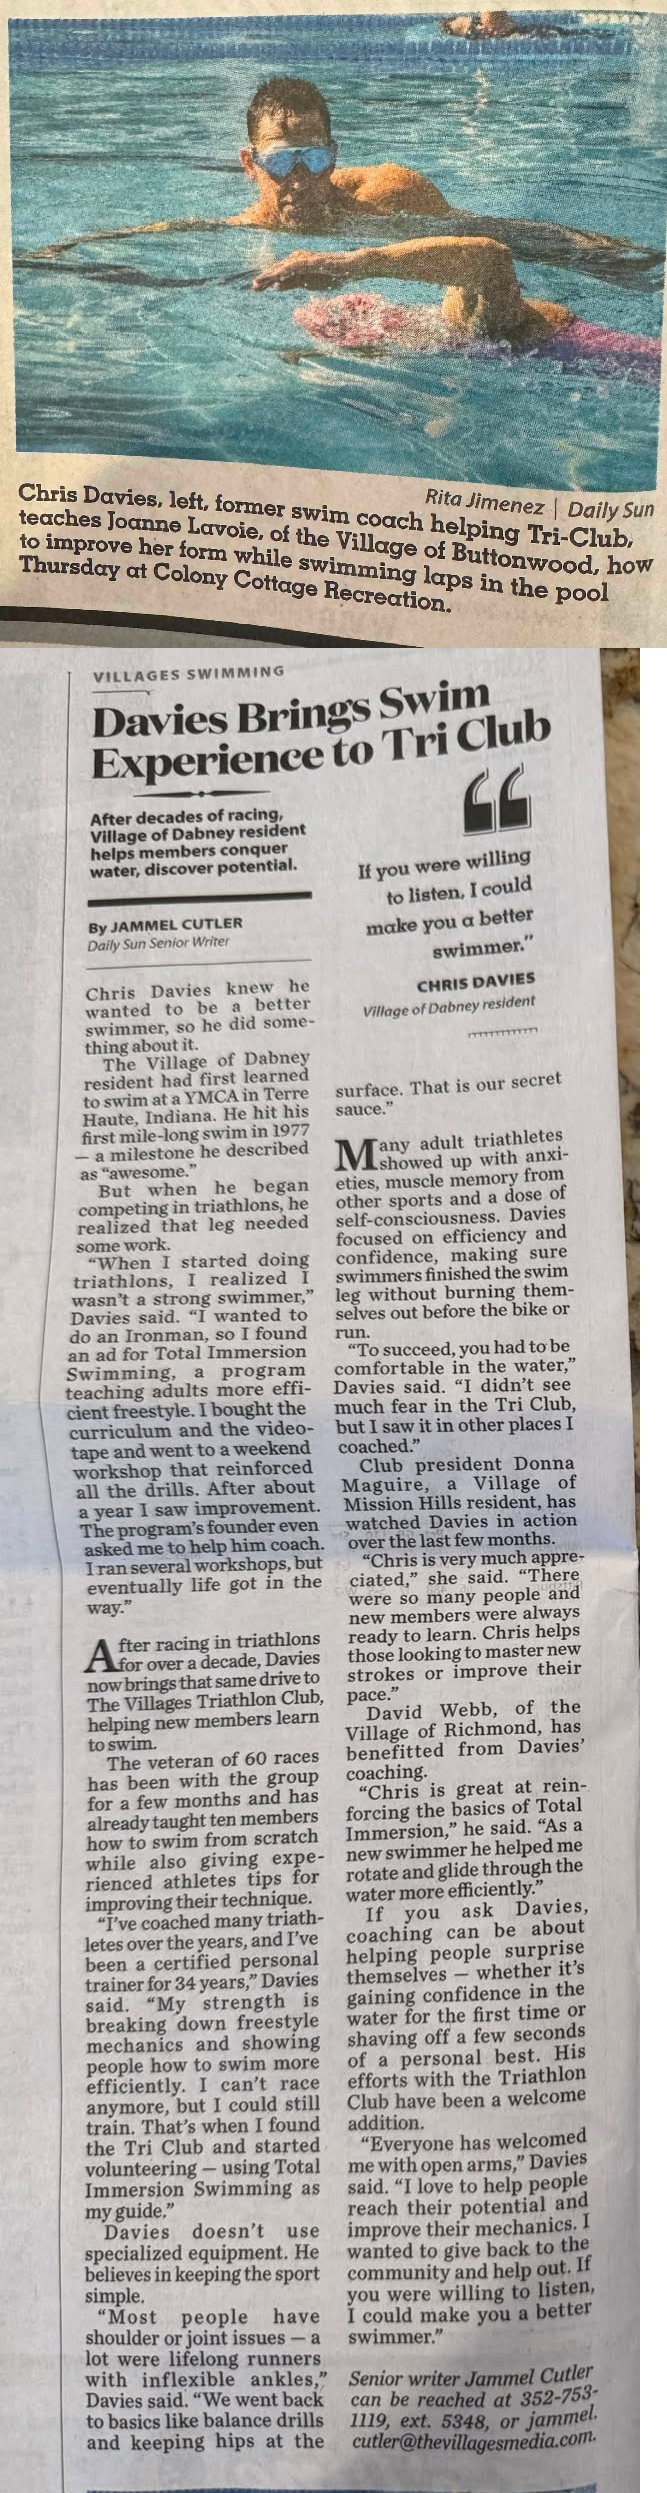 Rita Jimenez | Daily Sun
Chris Davies, left, former swim coach helping Tri-Club,
teaches Joanne Lavoie, of the Village of Buttonwood, how
to improve her form while swimming laps in the pool
Thursday at Colony Cottage Recreation.
VILLAGES SWIMMING
Davies Brings Swim
Experience to Tri Club
After decades of racing,
Village of Dabney resident
helps members conquer
water, discover potential.
By JAMMEL CUTLER
Daily Sun Senior Writer
Chris Davies knew he
wanted to be a better
swimmer, so he did some-
thing about it.
The Village of Dabney
resident had first learned
to swim at a YMCA in Terre
Haute, Indiana. He hit his
first mile-long swim in 1977
— a milestone he described
as “awesome.”
But when he began
competing in triathlons, he
realized that leg needed
some work.
“When I started doing
triathlons, I realized I
wasn’t a strong swimmer,”
Davies said. “I wanted to
do an Ironman, so I found
an ad for Total Immersion
Swimming, a program
teaching adults more effi-
cient freestyle. I bought the
curriculum and the video-
tape and went to a weekend
workshop that reinforced
all the drills. After about
a year I saw improvement.
The program’s founder even
asked me to help him coach.
I ran several workshops, but
eventually life got in the
way.”
After racing in triathlons
for over a decade, Davies
now brings that same drive to
The Villages Triathlon Club,
helping new members learn
to swim.
The veteran of 60 races
has been with the group
for a few months and has
already taught ten members
how to swim from scratch
while also giving expe-
rienced athletes tips for
improving their technique.
“I’ve coached many triath-
letes over the years, and I’ve
been a certified personal
trainer for 34 years,” Davies
said. “My strength is
breaking down freestyle
mechanics and showing
people how to swim more
efficiently. I can’t race
anymore, but I could still
train. That’s when I found
the Tri Club and started
volunteering — using Total
Immersion Swimming as
my guide.”
Davies doesn’t use
specialized equipment. He
believes in keeping the sport
simple.
“Most people have
shoulder or joint issues — a
lot were lifelong runners
with inflexible ankles,”
Davies said. “We went back
to basics like balance drills
and keeping hips at the
“
If you were willing
to listen, I could
make you a better
swimmer.”
CHRIS DAVIES
Village of Dabney resident
surface. That is our secret
sauce.”
Many adult triathletes
showed up with anxi-
eties, muscle memory from
other sports and a dose of
self-consciousness. Davies
focused on efficiency and
confidence, making sure
swimmers finished the swim
leg without burning them-
selves out before the bike or
run.
“To succeed, you had to be
comfortable in the water,”
Davies said. “I didn’t see
much fear in the Tri Club,
but I saw it in other places I
coached.”
Club president Donna
Maguire, a Village of
Mission Hills resident, has
watched Davies in action
over the last few months.
“Chris is very much appre-
ciated,” she said. “There
were so many people and
new members were always
ready to learn. Chris helps
those looking to master new
strokes or improve their
pace.”
David Webb, of the
Village of Richmond, has
benefitted from Davies’
coaching.
“Chris is great at rein-
forcing the basics of Total
Immersion,” he said. “As a
new swimmer he helped me
rotate and glide through the
water more efficiently.”
If you ask Davies,
coaching can be about
helping people surprise
themselves — whether it’s
gaining confidence in the
water for the first time or
shaving off a few seconds
of a personal best. His
efforts with the Triathlon
Club have been a welcome
addition.
“Everyone has welcomed
me with open arms,” Davies
said. “I love to help people
reach their potential and
improve their mechanics. I
wanted to give back to the
community and help out. If
you were willing to listen,
I could make you a better
swimmer.”
Senior writer Jammel Cutler
can be reached at 352-753-
1119, ext. 5348, or jammel.
cutler@thevillagesmedia.com.